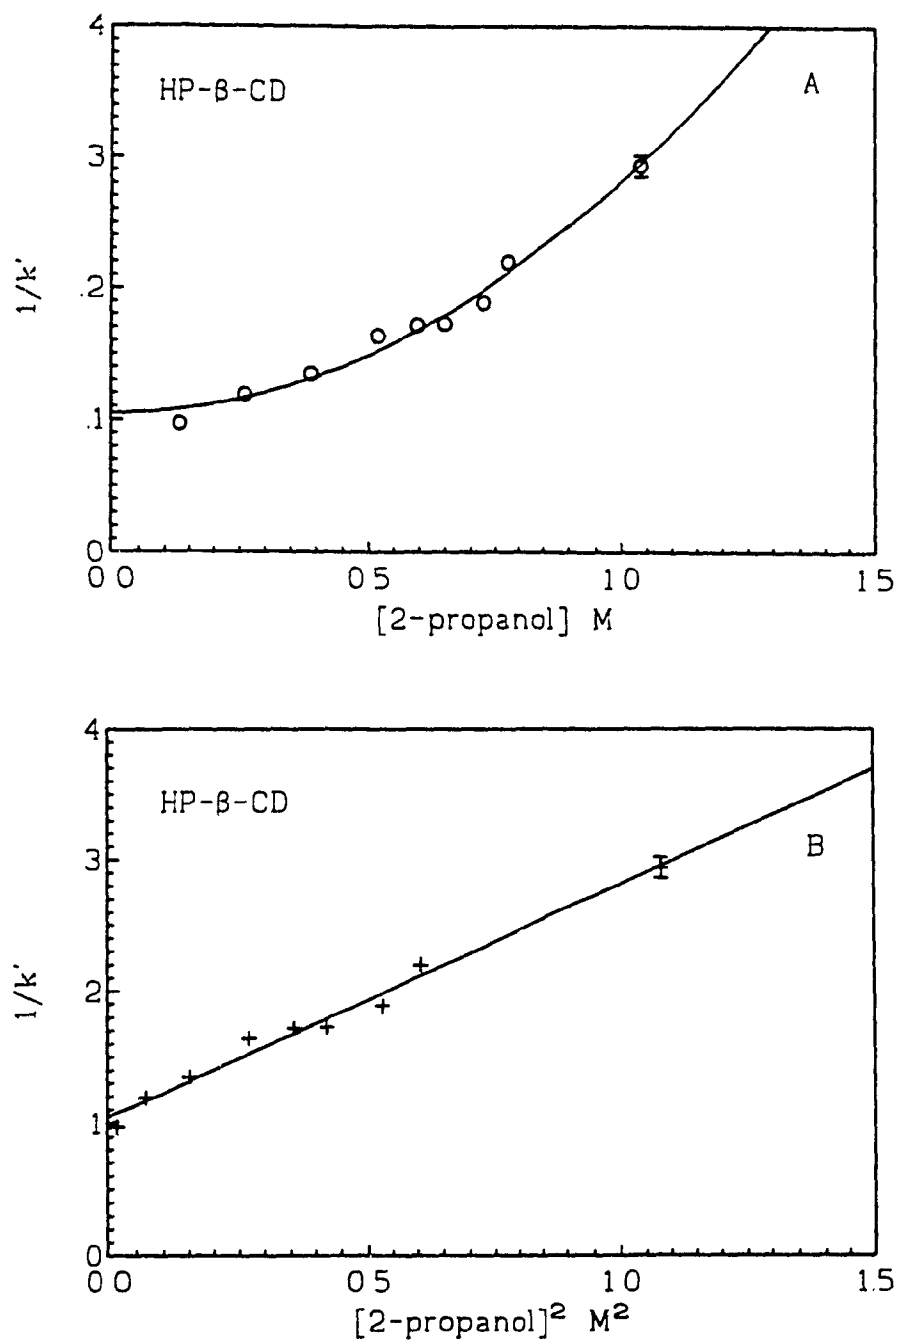 4
HP-β-CD
A
3
.2
.1
0
1/k'
0 0
0 5
1 0
1 5
[2-propanol] M
4
HP-β-CD
B
3
2
1
0
1/k'
0 0
0 5
1 0
1.5
[2-propanol]² M²